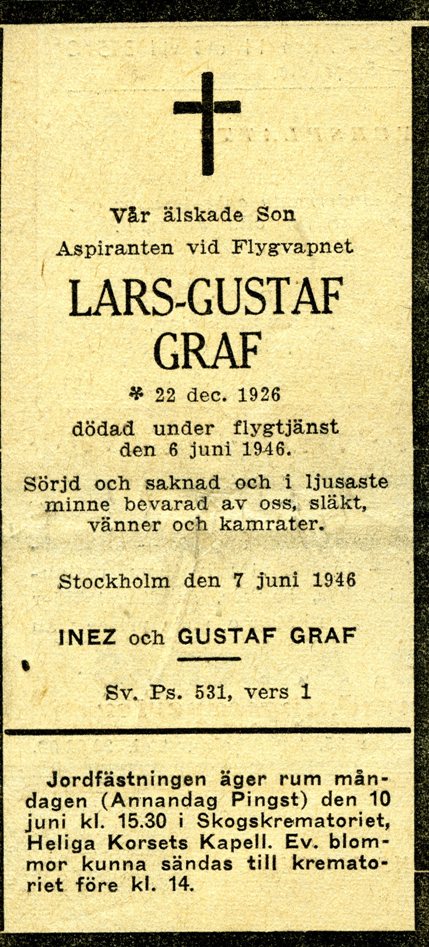 Vår älskade Son
Aspiranten vid Flygvapnet
LARS-GUSTAF
GRAF
* 22 dec. 1926
dödad under flygtjänst
den 6 juni 1946.
Sörjd och saknad och i ljusaste
minne bevarad av oss, släkt,
vänner och kamrater.
Stockholm den 7 juni 1946
INEZ och GUSTAF GRAF
Sv. Ps. 531, vers 1
Jordfästningen äger rum mån-
dagen (Annandag Pingst) den 10
juni kl. 15.30 i Skogskrematoriet,
Heliga Korsets Kapell. Ev. blom-
mor kunna sändas till kremato-
riet före kl. 14.